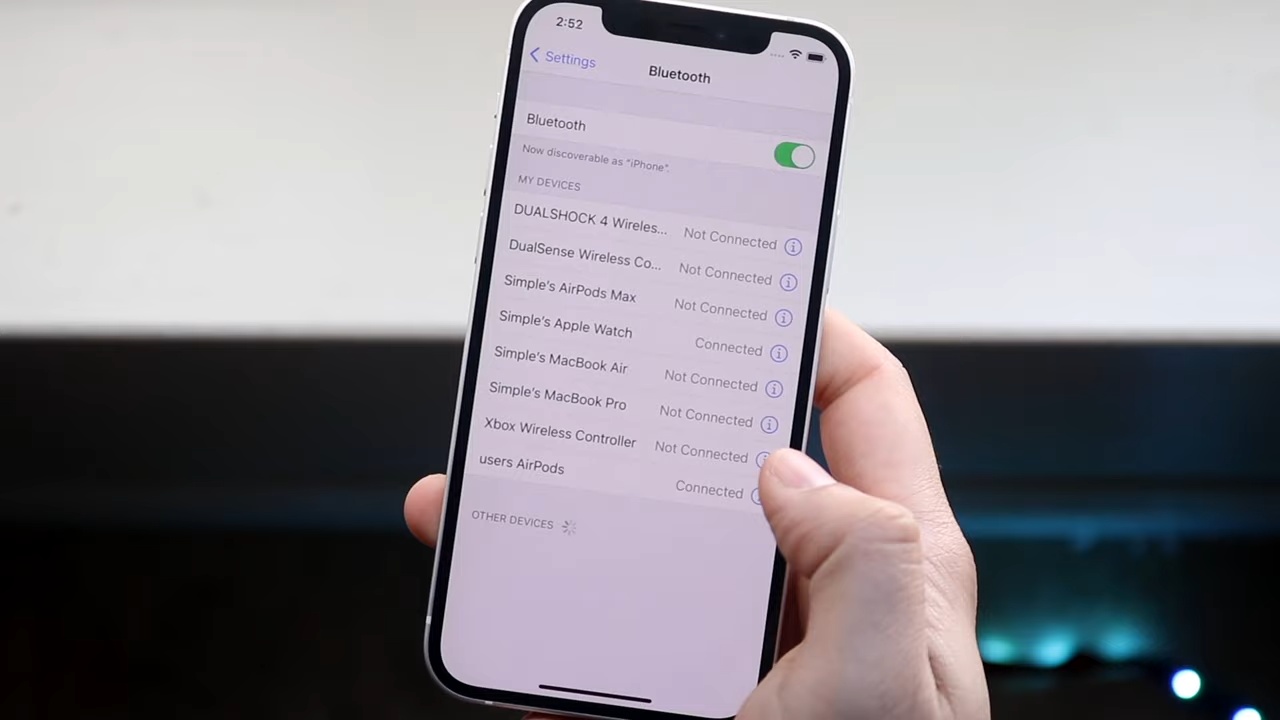 2:52
Settings
Bluetooth
Bluetooth
Now discoverable as “iPhone”.
MY DEVICES
DUALSHOCK 4 Wireles... Not Connected
DualSense Wireless Co... Not Connected
Simple’s AirPods Max Not Connected
Simple’s Apple Watch Connected
Simple’s MacBook Air Not Connected
Simple’s MacBook Pro Not Connected
Xbox Wireless Controller Not Connected
users AirPods Connected
OTHER DEVICES